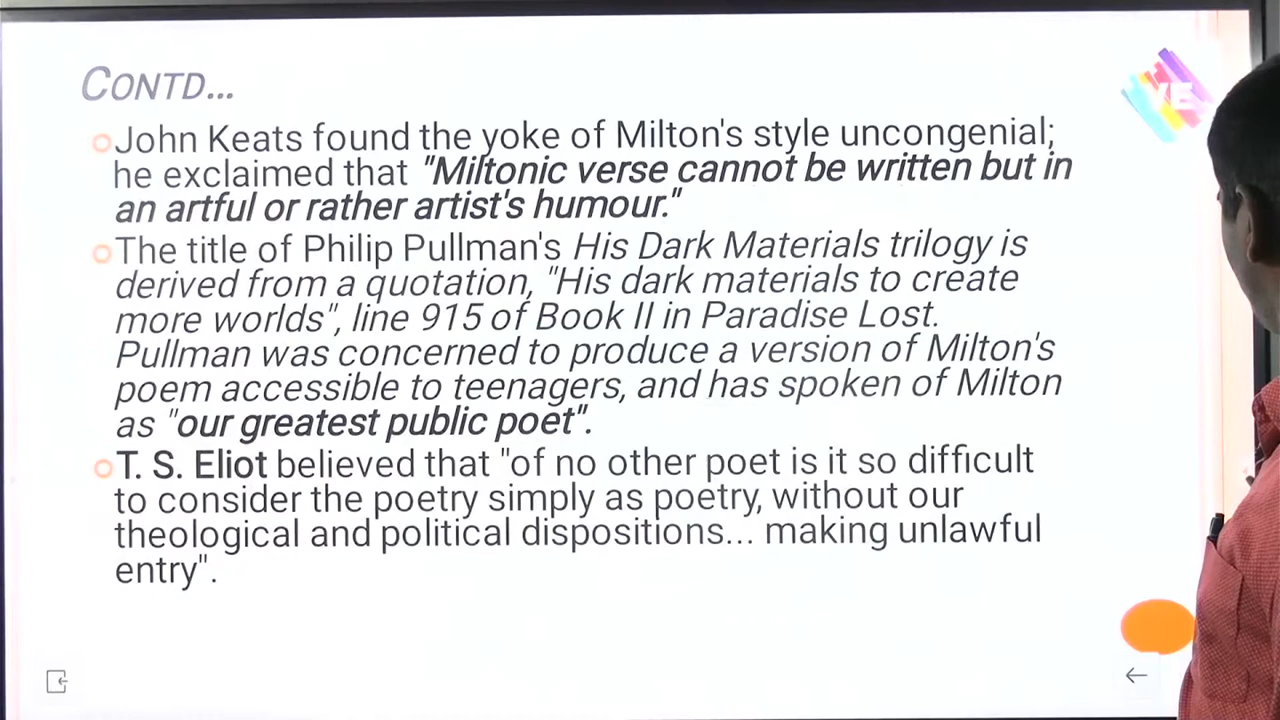 CONTD...
John Keats found the yoke of Milton's style uncongenial;
he exclaimed that "Miltonic verse cannot be written but in
an artful or rather artist's humour."
The title of Philip Pullman's His Dark Materials trilogy is
derived from a quotation, "His dark materials to create
more worlds", line 915 of Book II in Paradise Lost.
Pullman was concerned to produce a version of Milton's
poem accessible to teenagers, and has spoken of Milton
as "our greatest public poet".
T. S. Eliot believed that "of no other poet is it so difficult
to consider the poetry simply as poetry, without our
theological and political dispositions... making unlawful
entry".